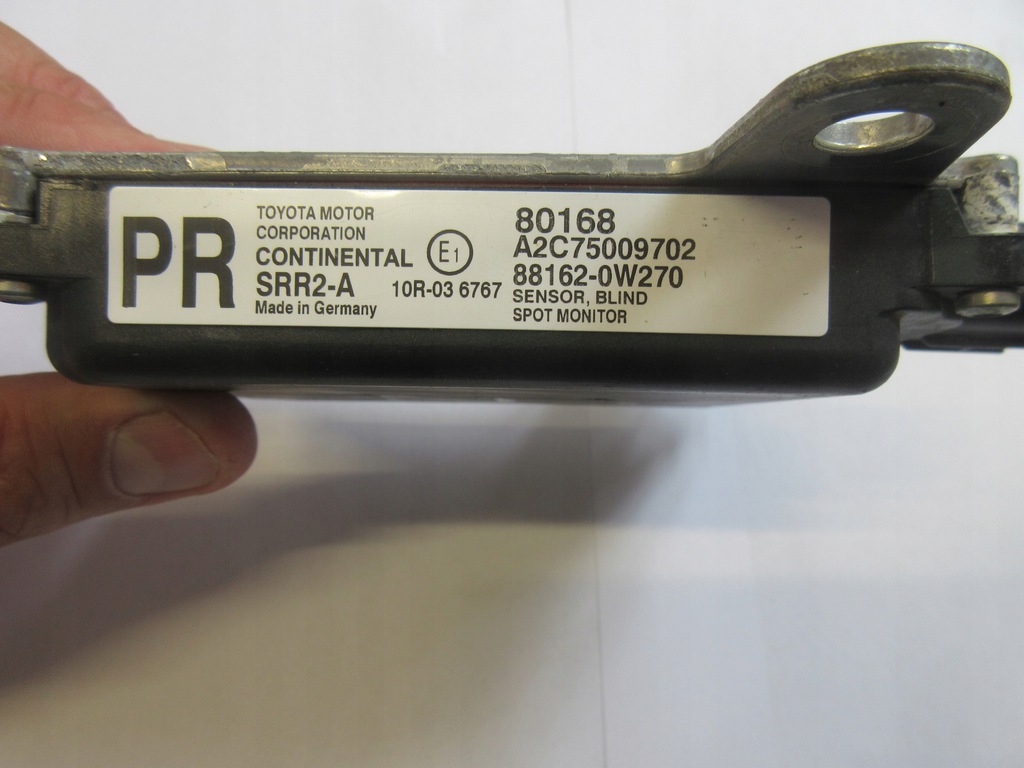 PR
TOYOTA MOTOR
CORPORATION
CONTINENTAL
SRR2-A
Made in Germany
E1
10R-03 6767
80168
A2C75009702
88162-0W270
SENSOR, BLIND
SPOT MONITOR